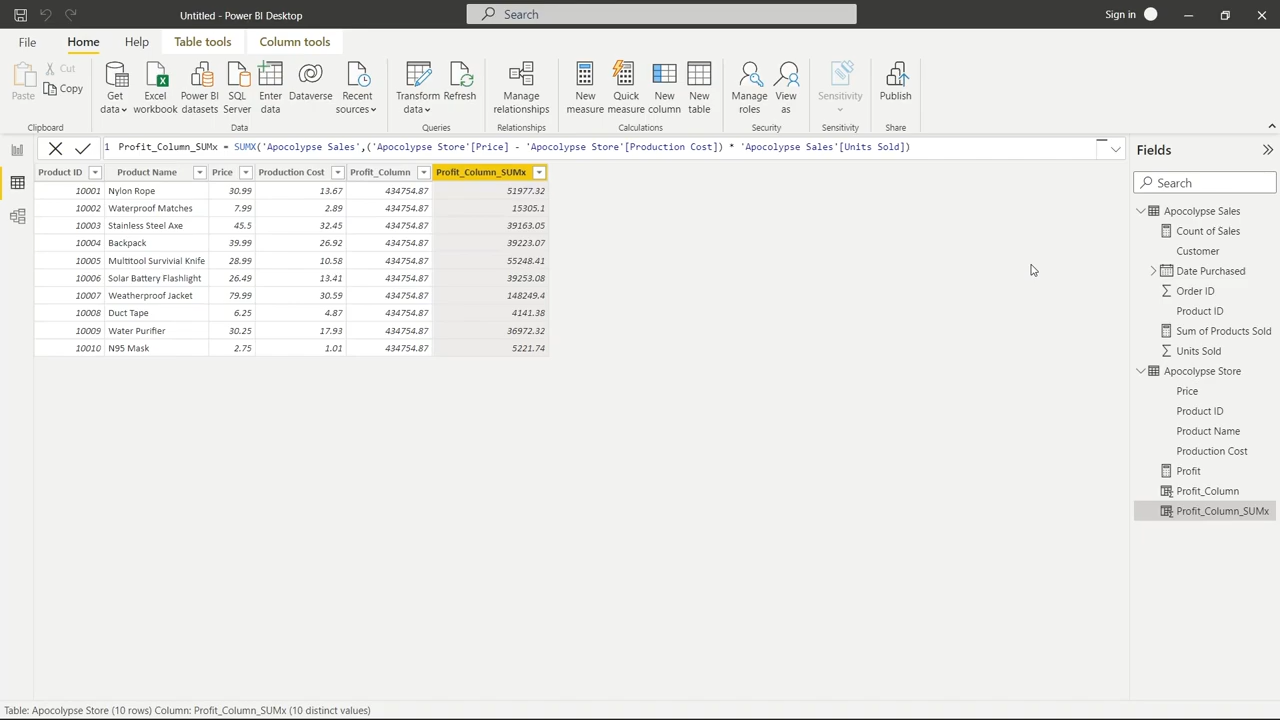 Untitled - Power BI Desktop
Search
Sign in
File
Home
Help
Table tools
Column tools
Paste
Cut
Copy
Clipboard
Get data
Excel workbook
Power BI datasets
SQL Server
Enter data
Dataverse
Recent sources
Data
Transform data
Refresh
Queries
Manage relationships
Relationships
New measure
Quick measure
New column
New table
Calculations
Manage roles
View as
Security
Sensitivity
Sensitivity
Publish
Share
1 Profit_Column_SUMx = SUMX('Apocolypse Sales',('Apocolypse Store'[Price] - 'Apocolypse Store'[Production Cost]) * 'Apocolypse Sales'[Units Sold])
Product ID Product Name Price Production Cost Profit_Column Profit_Column_SUMx
10001 Nylon Rope 30.99 13.67 434754.87 51977.32
10002 Waterproof Matches 7.99 2.89 434754.87 15305.1
10003 Stainless Steel Axe 45.5 32.45 434754.87 39163.05
10004 Backpack 39.99 26.92 434754.87 39223.07
10005 Multitool Survivial Knife 28.99 10.58 434754.87 55248.41
10006 Solar Battery Flashlight 26.49 13.41 434754.87 39253.08
10007 Weatherproof Jacket 79.99 30.59 434754.87 148249.4
10008 Duct Tape 6.25 4.87 434754.87 4141.38
10009 Water Purifier 30.25 17.93 434754.87 36972.32
10010 N95 Mask 2.75 1.01 434754.87 5221.74
Fields
Search
Apocolypse Sales
Count of Sales
Customer
Date Purchased
Order ID
Product ID
Sum of Products Sold
Units Sold
Apocolypse Store
Price
Product ID
Product Name
Production Cost
Profit
Profit_Column
Profit_Column_SUMx
Table: Apocolypse Store (10 rows) Column: Profit_Column_SUMx (10 distinct values)